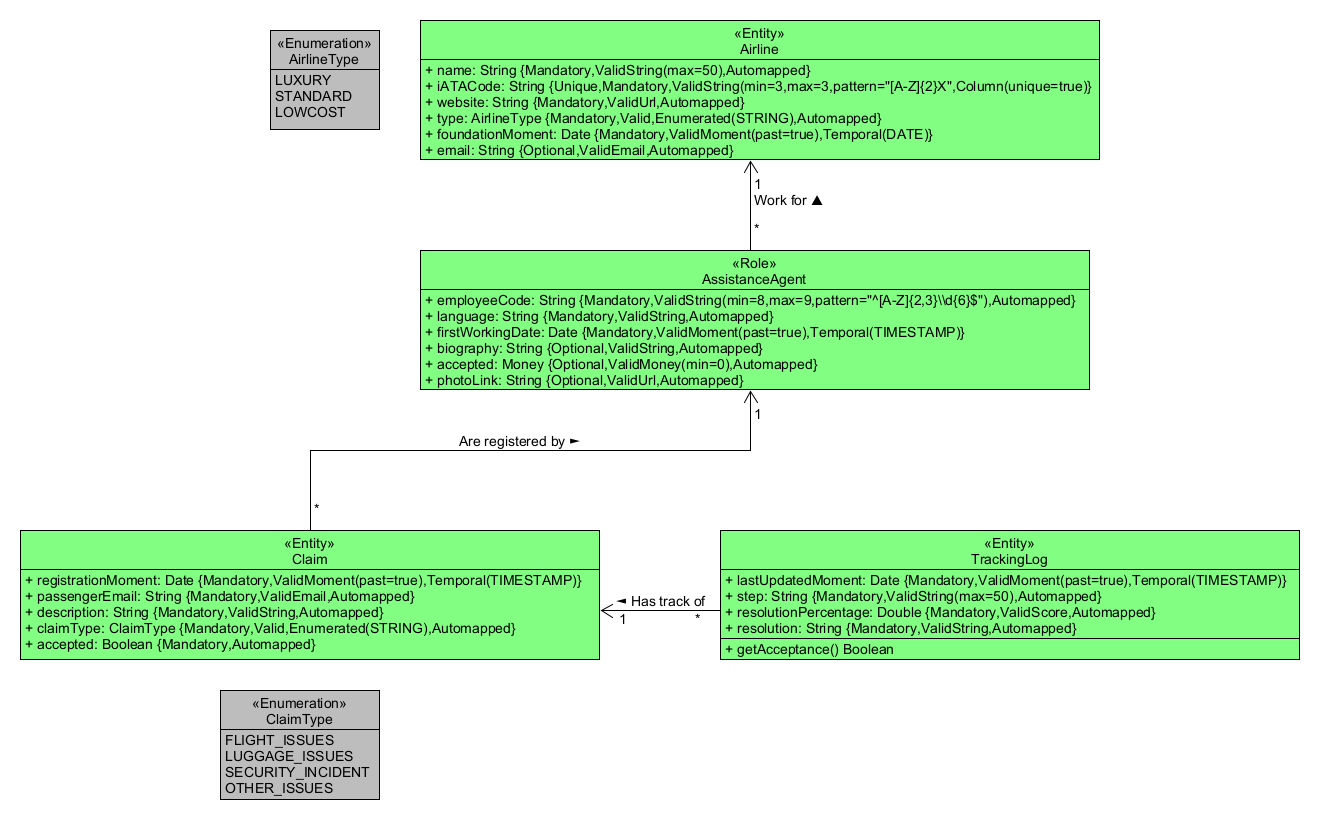 «Enumeration»
AirlineType
LUXURY
STANDARD
LOWCOST
«Entity»
Airline
+ name: String {Mandatory,ValidString(max=50),Automapped}
+ iATACode: String {Unique,Mandatory,ValidString(min=3,max=3,pattern="[A-Z]{2}X",Column(unique=true)}
+ website: String {Mandatory,ValidUrl,Automapped}
+ type: AirlineType {Mandatory,Valid,Enumerated(STRING),Automapped}
+ foundationMoment: Date {Mandatory,ValidMoment(past=true),Temporal(DATE)}
+ email: String {Optional,ValidEmail,Automapped}
1
Work for ▲
*
«Role»
AssistanceAgent
+ employeeCode: String {Mandatory,ValidString(min=8,max=9,pattern="^[A-Z]{2,3}\\d{6}$"),Automapped}
+ language: String {Mandatory,ValidString,Automapped}
+ firstWorkingDate: Date {Mandatory,ValidMoment(past=true),Temporal(TIMESTAMP)}
+ biography: String {Optional,ValidString,Automapped}
+ accepted: Money {Optional,ValidMoney(min=0),Automapped}
+ photoLink: String {Optional,ValidUrl,Automapped}
1
Are registered by ►
*
«Entity»
Claim
+ registrationMoment: Date {Mandatory,ValidMoment(past=true),Temporal(TIMESTAMP)}
+ passengerEmail: String {Mandatory,ValidEmail,Automapped}
+ description: String {Mandatory,ValidString,Automapped}
+ claimType: ClaimType {Mandatory,Valid,Enumerated(STRING),Automapped}
+ accepted: Boolean {Mandatory,Automapped}
◄ Has track of
1
*
«Entity»
TrackingLog
+ lastUpdatedMoment: Date {Mandatory,ValidMoment(past=true),Temporal(TIMESTAMP)}
+ step: String {Mandatory,ValidString(max=50),Automapped}
+ resolutionPercentage: Double {Mandatory,ValidScore,Automapped}
+ resolution: String {Mandatory,ValidString,Automapped}
+ getAcceptance() Boolean
«Enumeration»
ClaimType
FLIGHT_ISSUES
LUGGAGE_ISSUES
SECURITY_INCIDENT
OTHER_ISSUES